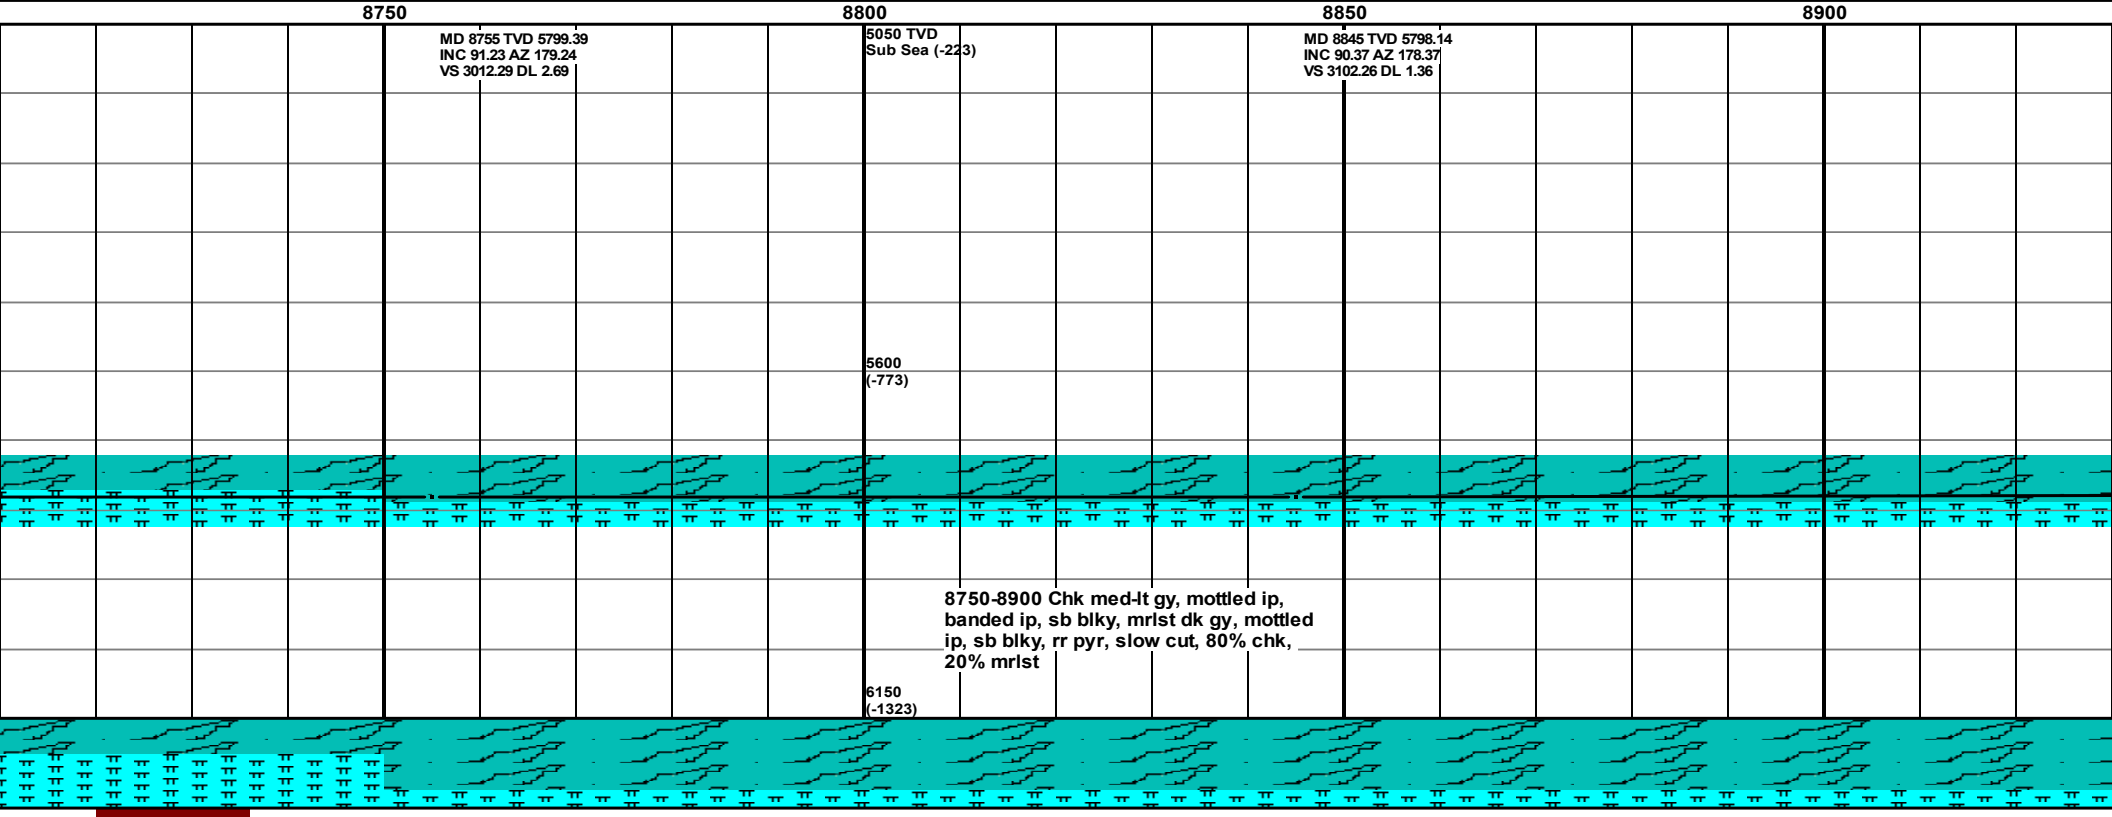 8750
8800
8850
8900
MD 8755 TVD 5799.39
INC 91.23 AZ 179.24
VS 3012.29 DL 2.69
5050 TVD
Sub Sea (-223)
MD 8845 TVD 5798.14
INC 90.37 AZ 178.37
VS 3102.26 DL 1.36
5600
(-773)
8750-8900 Chk med-lt gy, mottled ip,
banded ip, sb blky, mrlst dk gy, mottled
ip, sb blky, rr pyr, slow cut, 80% chk,
20% mrlst
6150
(-1323)